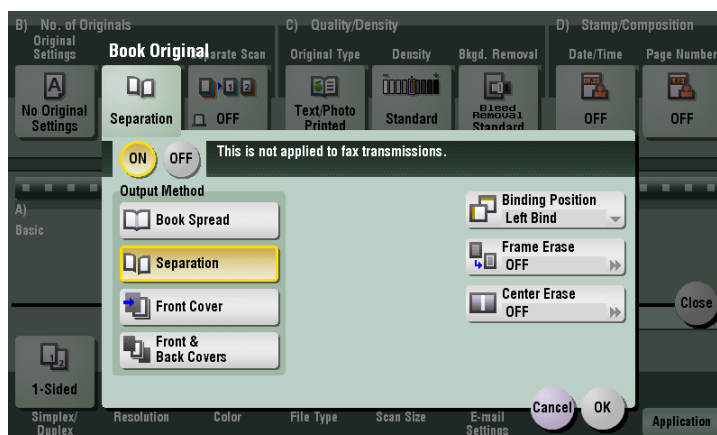 B) No. of Originals
C) Quality/Density
D) Stamp/Composition
Original
Settings
Book Original
parate Scan
Original Type
Density
Bkgd. Removal
Date/Time
Page Number
No Original
Settings
Separation
OFF
Text/Photo
Printed
Standard
Bleed
Removal
Standard
OFF
OFF
ON
OFF
This is not applied to fax transmissions.
Output Method
Book Spread
Separation
Front Cover
Front &
Back Covers
Binding Position
Left Bind
Frame Erase
OFF
Center Erase
OFF
A)
Basic
Close
1-Sided
Cancel
OK
Simplex/
Duplex
Resolution
Color
File Type
Scan Size
E-mail
Settings
Application